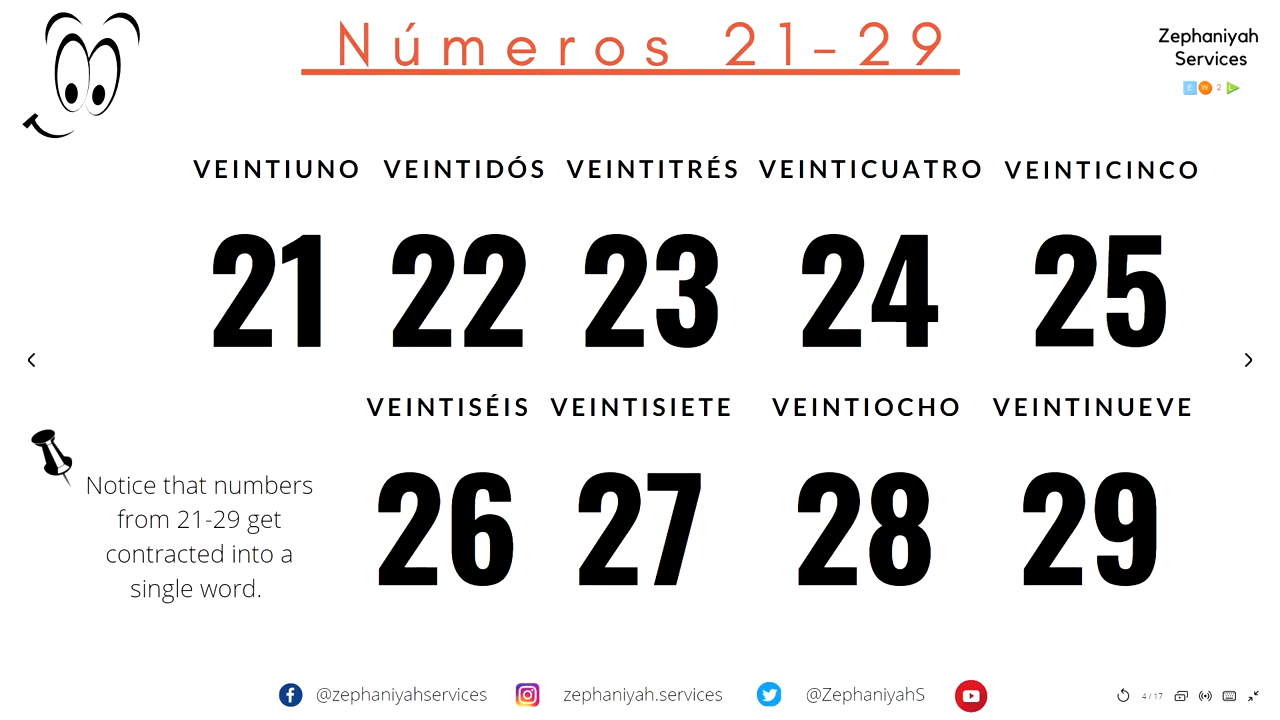 Números 21-29
Zephaniyah
Services
E W 2 L
VEINTIUNO VEINTIDÓS VEINTITRÉS VEINTICUATRO VEINTICINCO
21 22 23 24 25
VEINTISÉIS VEINTISIETE VEINTIOCHO VEINTINUEVE
26 27 28 29
Notice that numbers
from 21-29 get
contracted into a
single word.
@zephaniyahservices zephaniyah.services @ZephaniyahS
4 / 17